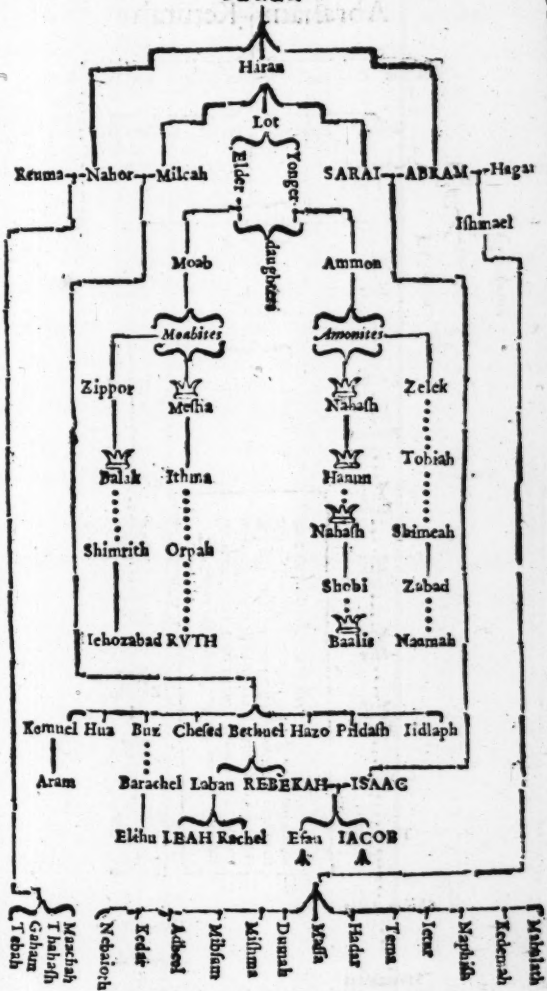 Haran
Lot
Elder Yonger
Reuma Nahor Milcah SARAI ABRAM Hagar
Iſhmael
daughters
Moab Ammon
Moabites Amonites
Zippor Meſha Nahaſh Zelek
Balak Ithma Hanun Tobiah
Nahaſh
Shimrith Orpah Shimeah
Shobi Zabad
Iehozabad RVTH Baalis Naamah
Kemuel Huz Buz Cheſed Bethuel Hazo Pildaſh Iidlaph
Aram Barachel Laban REBEKAH ISAAC
Elihu LEAH Rachel Eſau IACOB
Tebah
Gaham
Thahaſh
Maachah
Nebaioth
Kedar
Adbeel
Mibſam
Miſhma
Dumah
Maſſa
Hadar
Tema
Ietur
Naphiſh
Kedemah
Mahalath